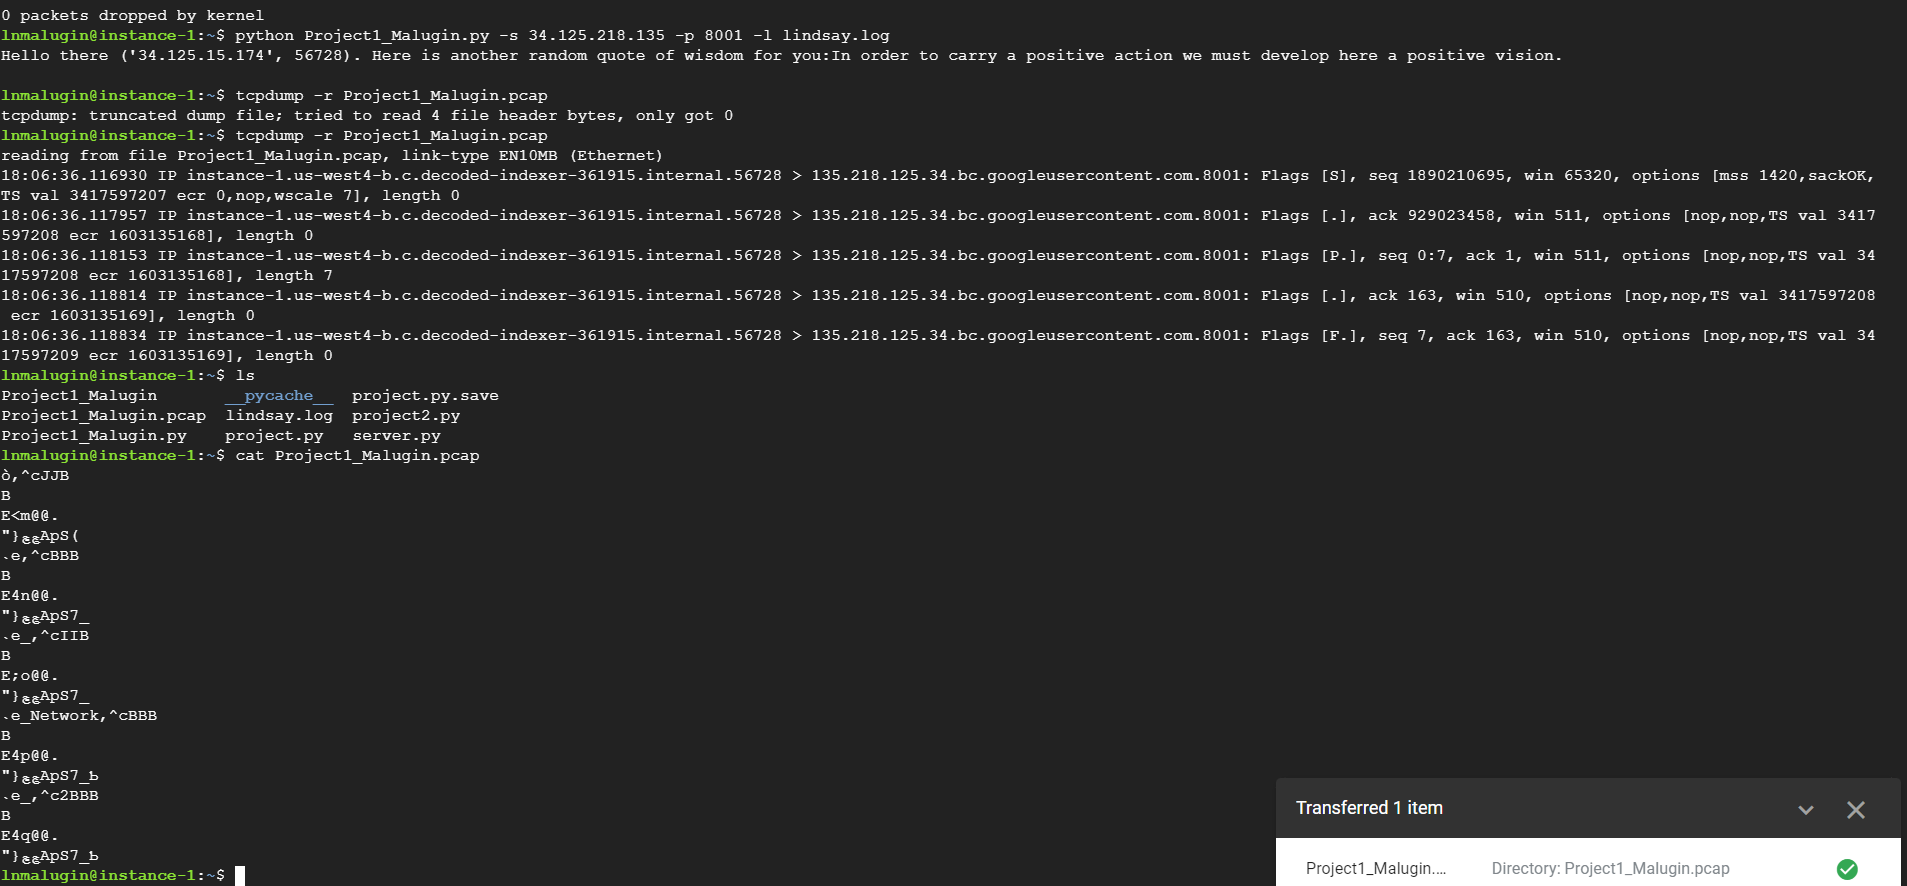 0 packets dropped by kernel
lnmalugin@instance-1:~$ python Project1_Malugin.py -s 34.125.218.135 -p 8001 -l lindsay.log
Hello there ('34.125.15.174', 56728). Here is another random quote of wisdom for you:In order to carry a positive action we must develop here a positive vision.
lnmalugin@instance-1:~$ tcpdump -r Project1_Malugin.pcap
tcpdump: truncated dump file; tried to read 4 file header bytes, only got 0
lnmalugin@instance-1:~$ tcpdump -r Project1_Malugin.pcap
reading from file Project1_Malugin.pcap, link-type EN10MB (Ethernet)
18:06:36.116930 IP instance-1.us-west4-b.c.decoded-indexer-361915.internal.56728 > 135.218.125.34.bc.googleusercontent.com.8001: Flags [S], seq 1890210695, win 65320, options [mss 1420,sackOK,
TS val 3417597207 ecr 0,nop,wscale 7], length 0
18:06:36.117957 IP instance-1.us-west4-b.c.decoded-indexer-361915.internal.56728 > 135.218.125.34.bc.googleusercontent.com.8001: Flags [.], ack 929023458, win 511, options [nop,nop,TS val 3417
597208 ecr 1603135168], length 0
18:06:36.118153 IP instance-1.us-west4-b.c.decoded-indexer-361915.internal.56728 > 135.218.125.34.bc.googleusercontent.com.8001: Flags [P.], seq 0:7, ack 1, win 511, options [nop,nop,TS val 34
17597208 ecr 1603135168], length 7
18:06:36.118814 IP instance-1.us-west4-b.c.decoded-indexer-361915.internal.56728 > 135.218.125.34.bc.googleusercontent.com.8001: Flags [.], ack 163, win 510, options [nop,nop,TS val 3417597208
 ecr 1603135169], length 0
18:06:36.118834 IP instance-1.us-west4-b.c.decoded-indexer-361915.internal.56728 > 135.218.125.34.bc.googleusercontent.com.8001: Flags [F.], seq 7, ack 163, win 510, options [nop,nop,TS val 34
17597209 ecr 1603135169], length 0
lnmalugin@instance-1:~$ ls
Project1_Malugin __pycache__ project.py.save
Project1_Malugin.pcap lindsay.log project2.py
Project1_Malugin.py project.py server.py
lnmalugin@instance-1:~$ cat Project1_Malugin.pcap
ò,^cJJB
B
E<m@@.
ApS(
e,^cBBB
B
E4n@@.
ApS7_
e_,^cIIB
B
E;o@@.
ApS7_
e_Network,^cBBB
B
E4p@@.
ApS7_Ь
e_,^c2BBB
B
E4q@@.
ApS7_Ь
lnmalugin@instance-1:~$
Transferred 1 item
Project1_Malugin.... Directory: Project1_Malugin.pcap